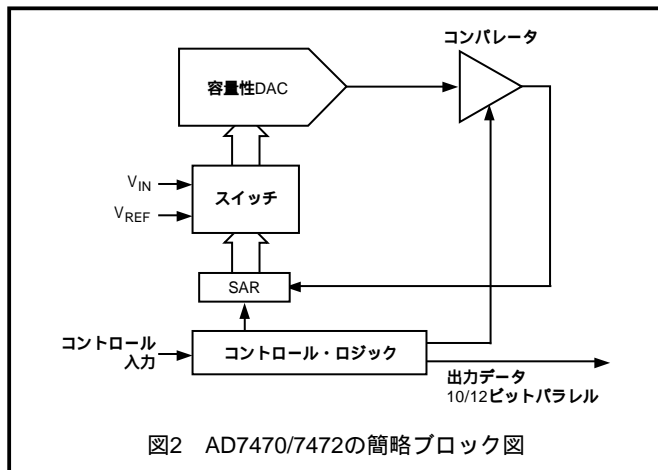 コンパレータ
容量性DAC
VIN
スイッチ
VREF
SAR
コントロール
入力
コントロール・ロジック
出力データ
10/12ビットパラレル
図2 AD7470/7472の簡略ブロック図